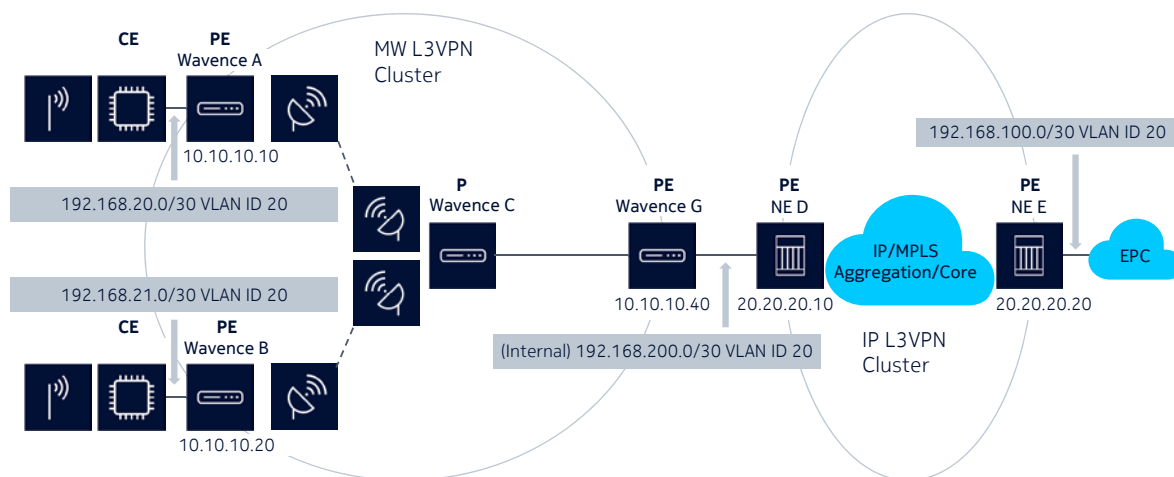 CE
PE
Wavence A
10.10.10.10
192.168.20.0/30 VLAN ID 20
192.168.21.0/30 VLAN ID 20
CE
PE
Wavence B
10.10.10.20
MW L3VPN
Cluster
P
Wavence C
PE
Wavence G
10.10.10.40
PE
NE D
20.20.20.10
(Internal) 192.168.200.0/30 VLAN ID 20
IP/MPLS
Aggregation/Core
IP L3VPN
Cluster
192.168.100.0/30 VLAN ID 20
PE
NE E
20.20.20.20
EPC